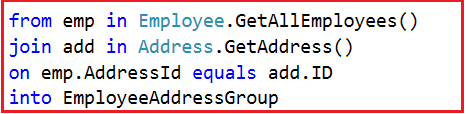 from emp in Employee.GetAllEmployees()
join add in Address.GetAddress()
on emp.AddressId equals add.ID
into EmployeeAddressGroup